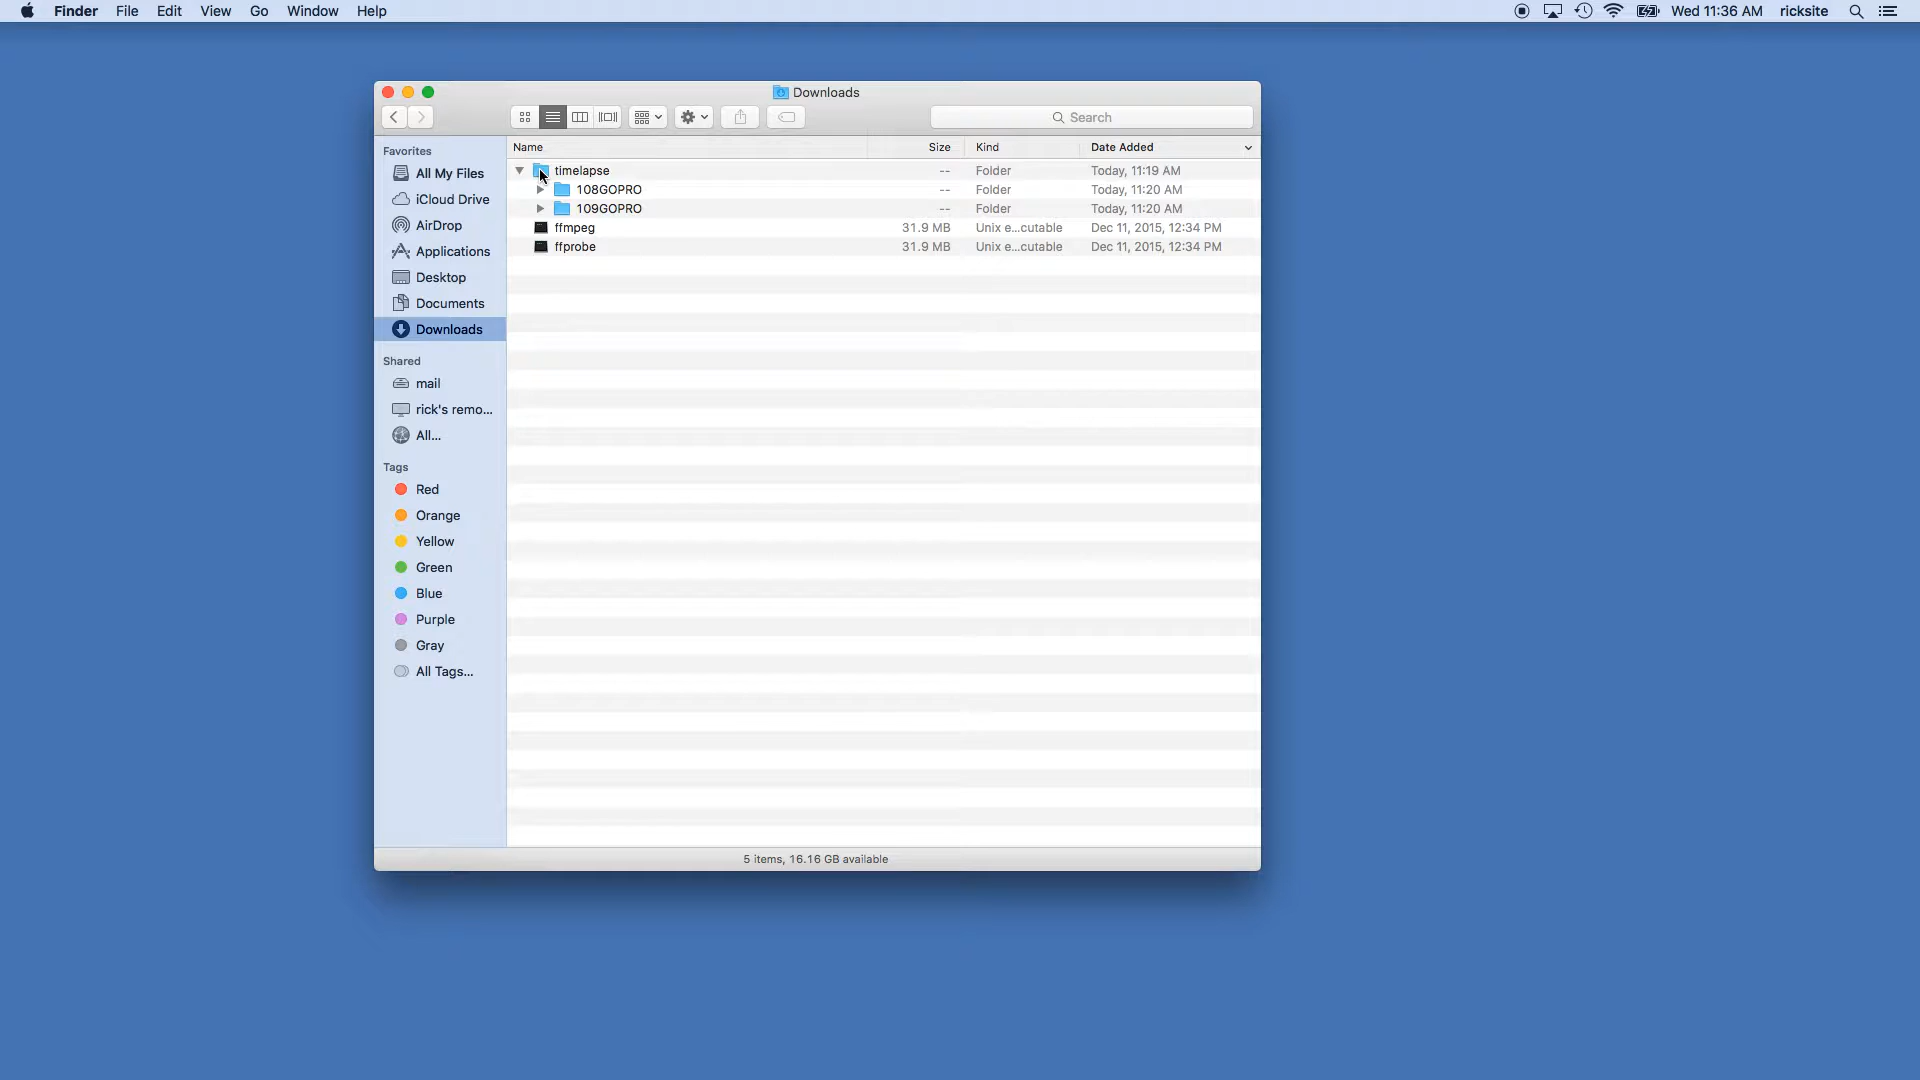 Finder File Edit View Go Window Help Wed 11:36 AM ricksite
Downloads
Search
Favorites
All My Files
iCloud Drive
AirDrop
Applications
Desktop
Documents
Downloads
Shared
mail
rick's remo...
All...
Tags
Red
Orange
Yellow
Green
Blue
Purple
Gray
All Tags...
Name Size Kind Date Added
timelapse -- Folder Today, 11:19 AM
108GOPRO -- Folder Today, 11:20 AM
109GOPRO -- Folder Today, 11:20 AM
ffmpeg 31.9 MB Unix e...cutable Dec 11, 2015, 12:34 PM
ffprobe 31.9 MB Unix e...cutable Dec 11, 2015, 12:34 PM
5 items, 16.16 GB available